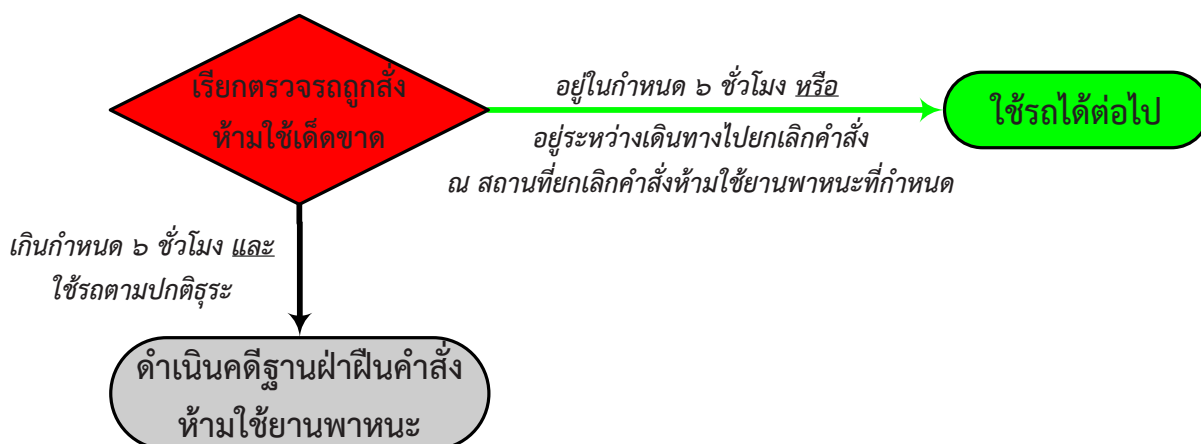 เรียกตรวจรถถูกสั่ง
ห้ามใช้เด็ดขาด
อยู่ในกำหนด ๖ ชั่วโมง หรือ
อยู่ระหว่างเดินทางไปยกเลิกคำสั่ง
ณ สถานที่ยกเลิกคำสั่งห้ามใช้ยานพาหนะที่กำหนด
ใช้รถได้ต่อไป
เกินกำหนด ๖ ชั่วโมง และ
ใช้รถตามปกติธุระ
ดำเนินคดีฐานฝ่าฝืนคำสั่ง
ห้ามใช้ยานพาหนะ